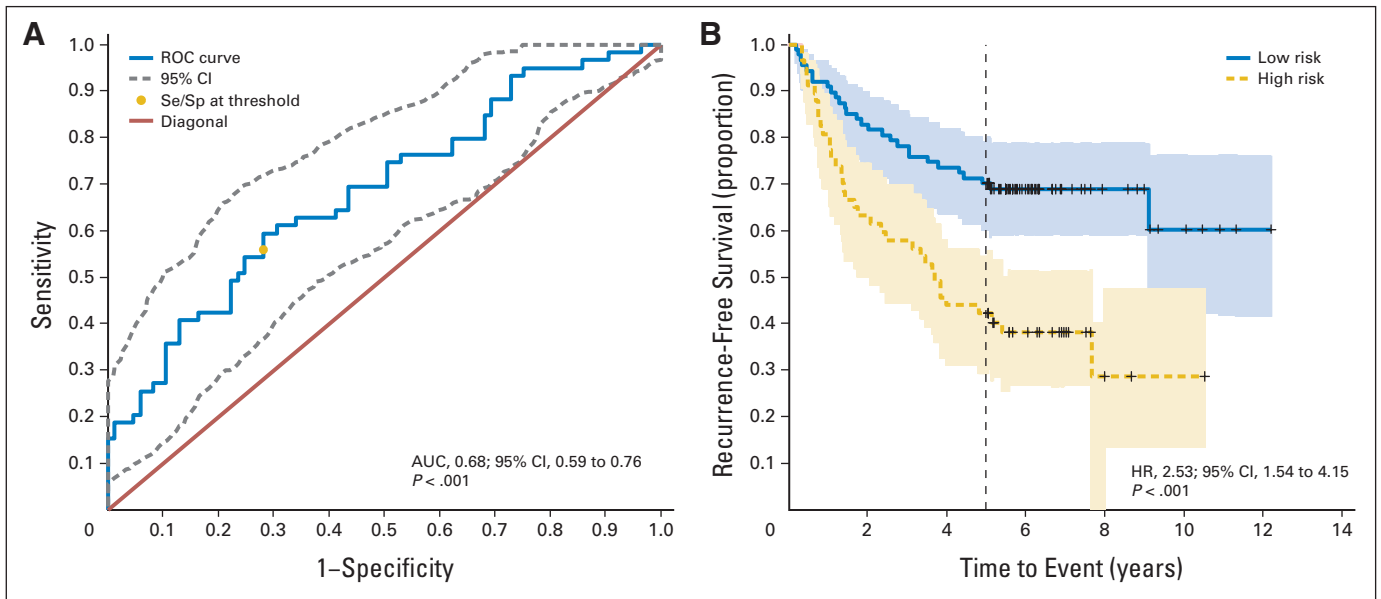 A
1.0
0.9
0.8
0.7
0.6
0.5
0.4
0.3
0.2
0.1
0
0.1
0.2
0.3
0.4
0.5
0.6
0.7
0.8
0.9
1.0
Sensitivity
1–Specificity
ROC curve
95% CI
Se/Sp at threshold
Diagonal
AUC, 0.68; 95% CI, 0.59 to 0.76
P < .001
B
1.0
0.9
0.8
0.7
0.6
0.5
0.4
0.3
0.2
0.1
0
2
4
6
8
10
12
14
Recurrence-Free Survival (proportion)
Time to Event (years)
Low risk
High risk
HR, 2.53; 95% CI, 1.54 to 4.15
P < .001